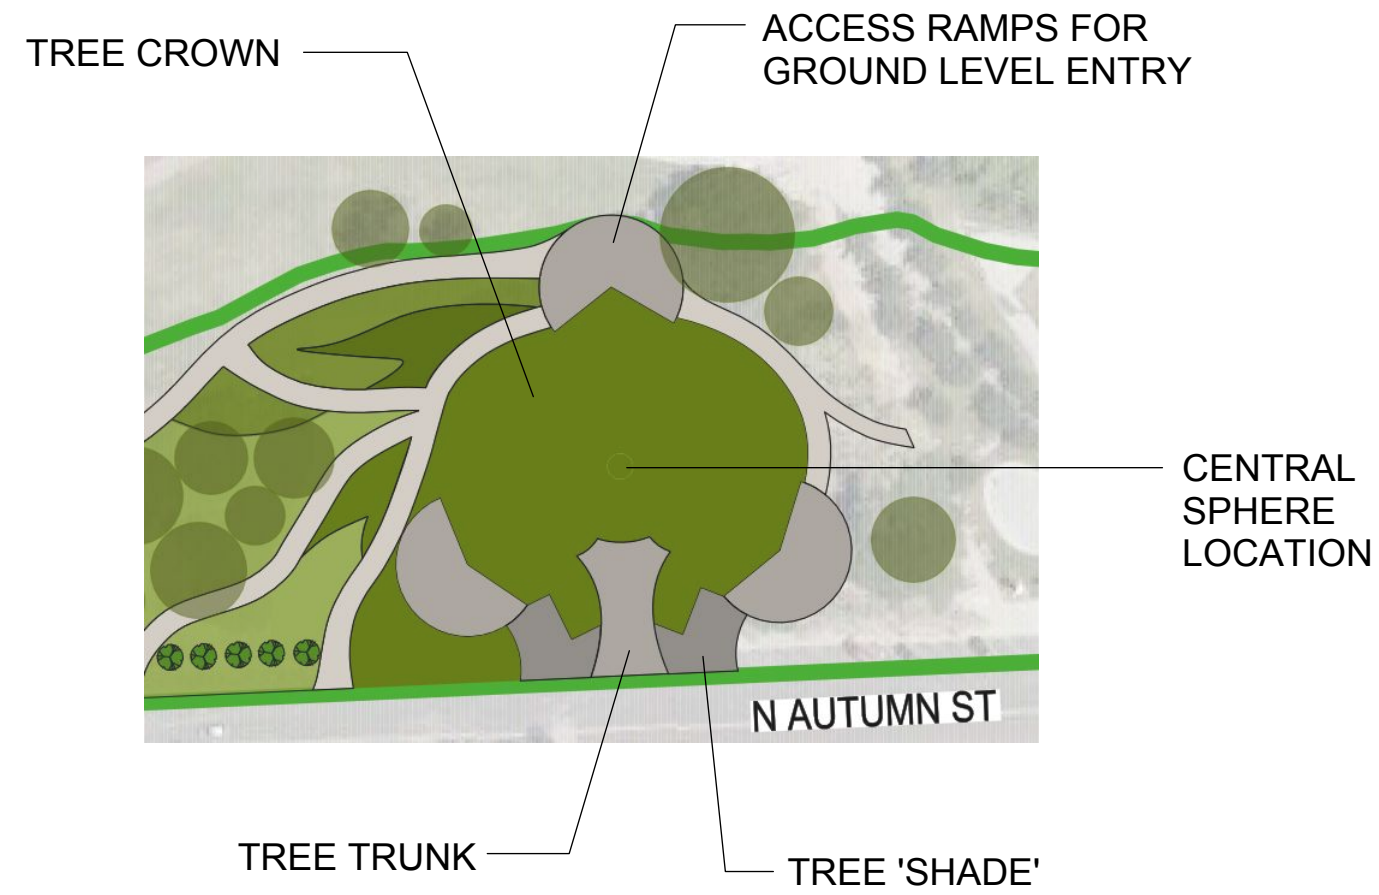 TREE CROWN
ACCESS RAMPS FOR
GROUND LEVEL ENTRY
CENTRAL
SPHERE
LOCATION
N AUTUMN ST
TREE TRUNK
TREE 'SHADE'